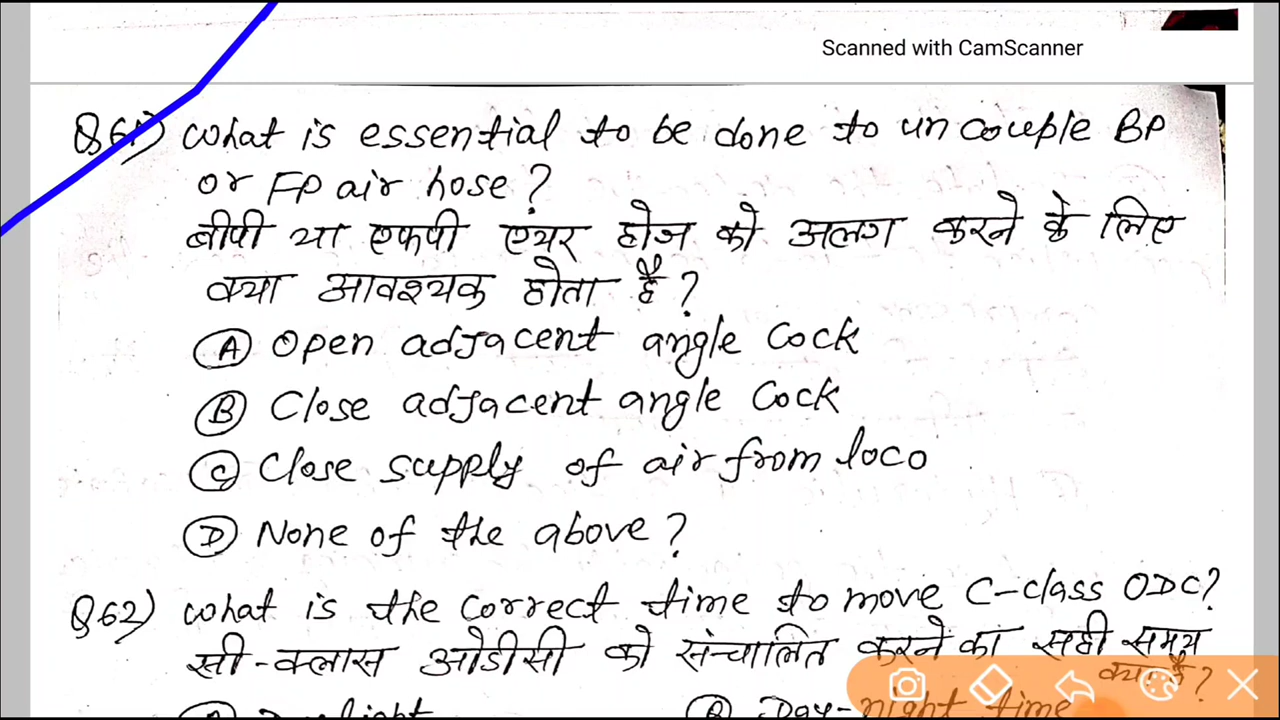 Scanned with CamScanner
Q.61) What is essential to be done to uncouple BP
or FP air hose?
बीपी या एफपी एयर होज को अलग करने के लिए
क्या आवश्यक होता है?
A Open adjacent angle Cock
B Close adjacent angle Cock
C Close supply of air from loco
D None of the above?
Q.62) What is the correct time to move C-class ODC?
सी-क्लास ओडीसी को संचालित करने का सही समय
क्या है?